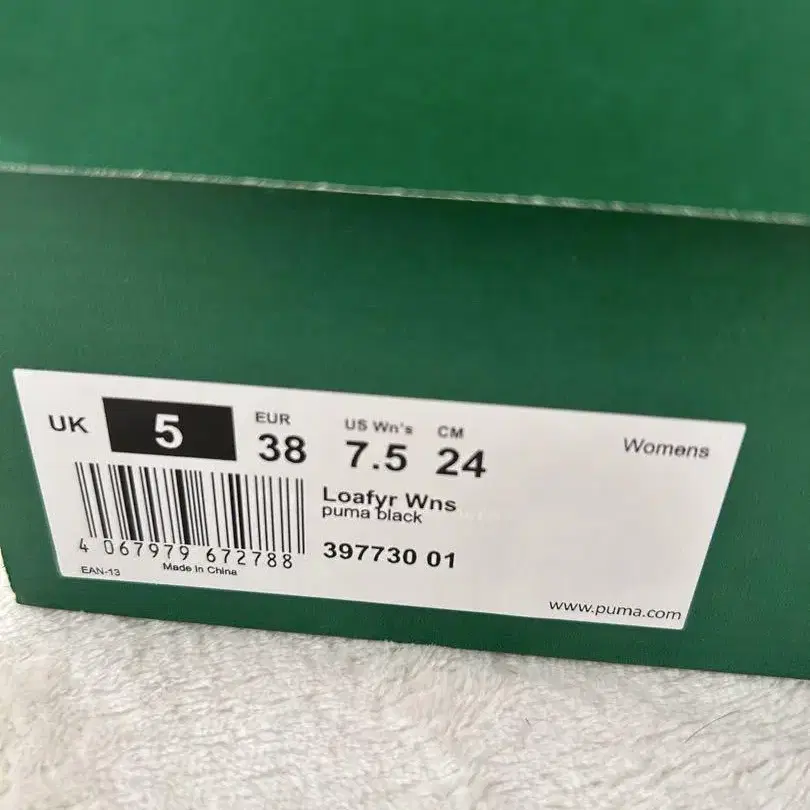 UK 5 EUR 38 US Wn's 7.5 CM 24 Womens
Loafyr Wns
puma black
397730 01
4 067979 672788
EAN-13 Made in China
www.puma.com